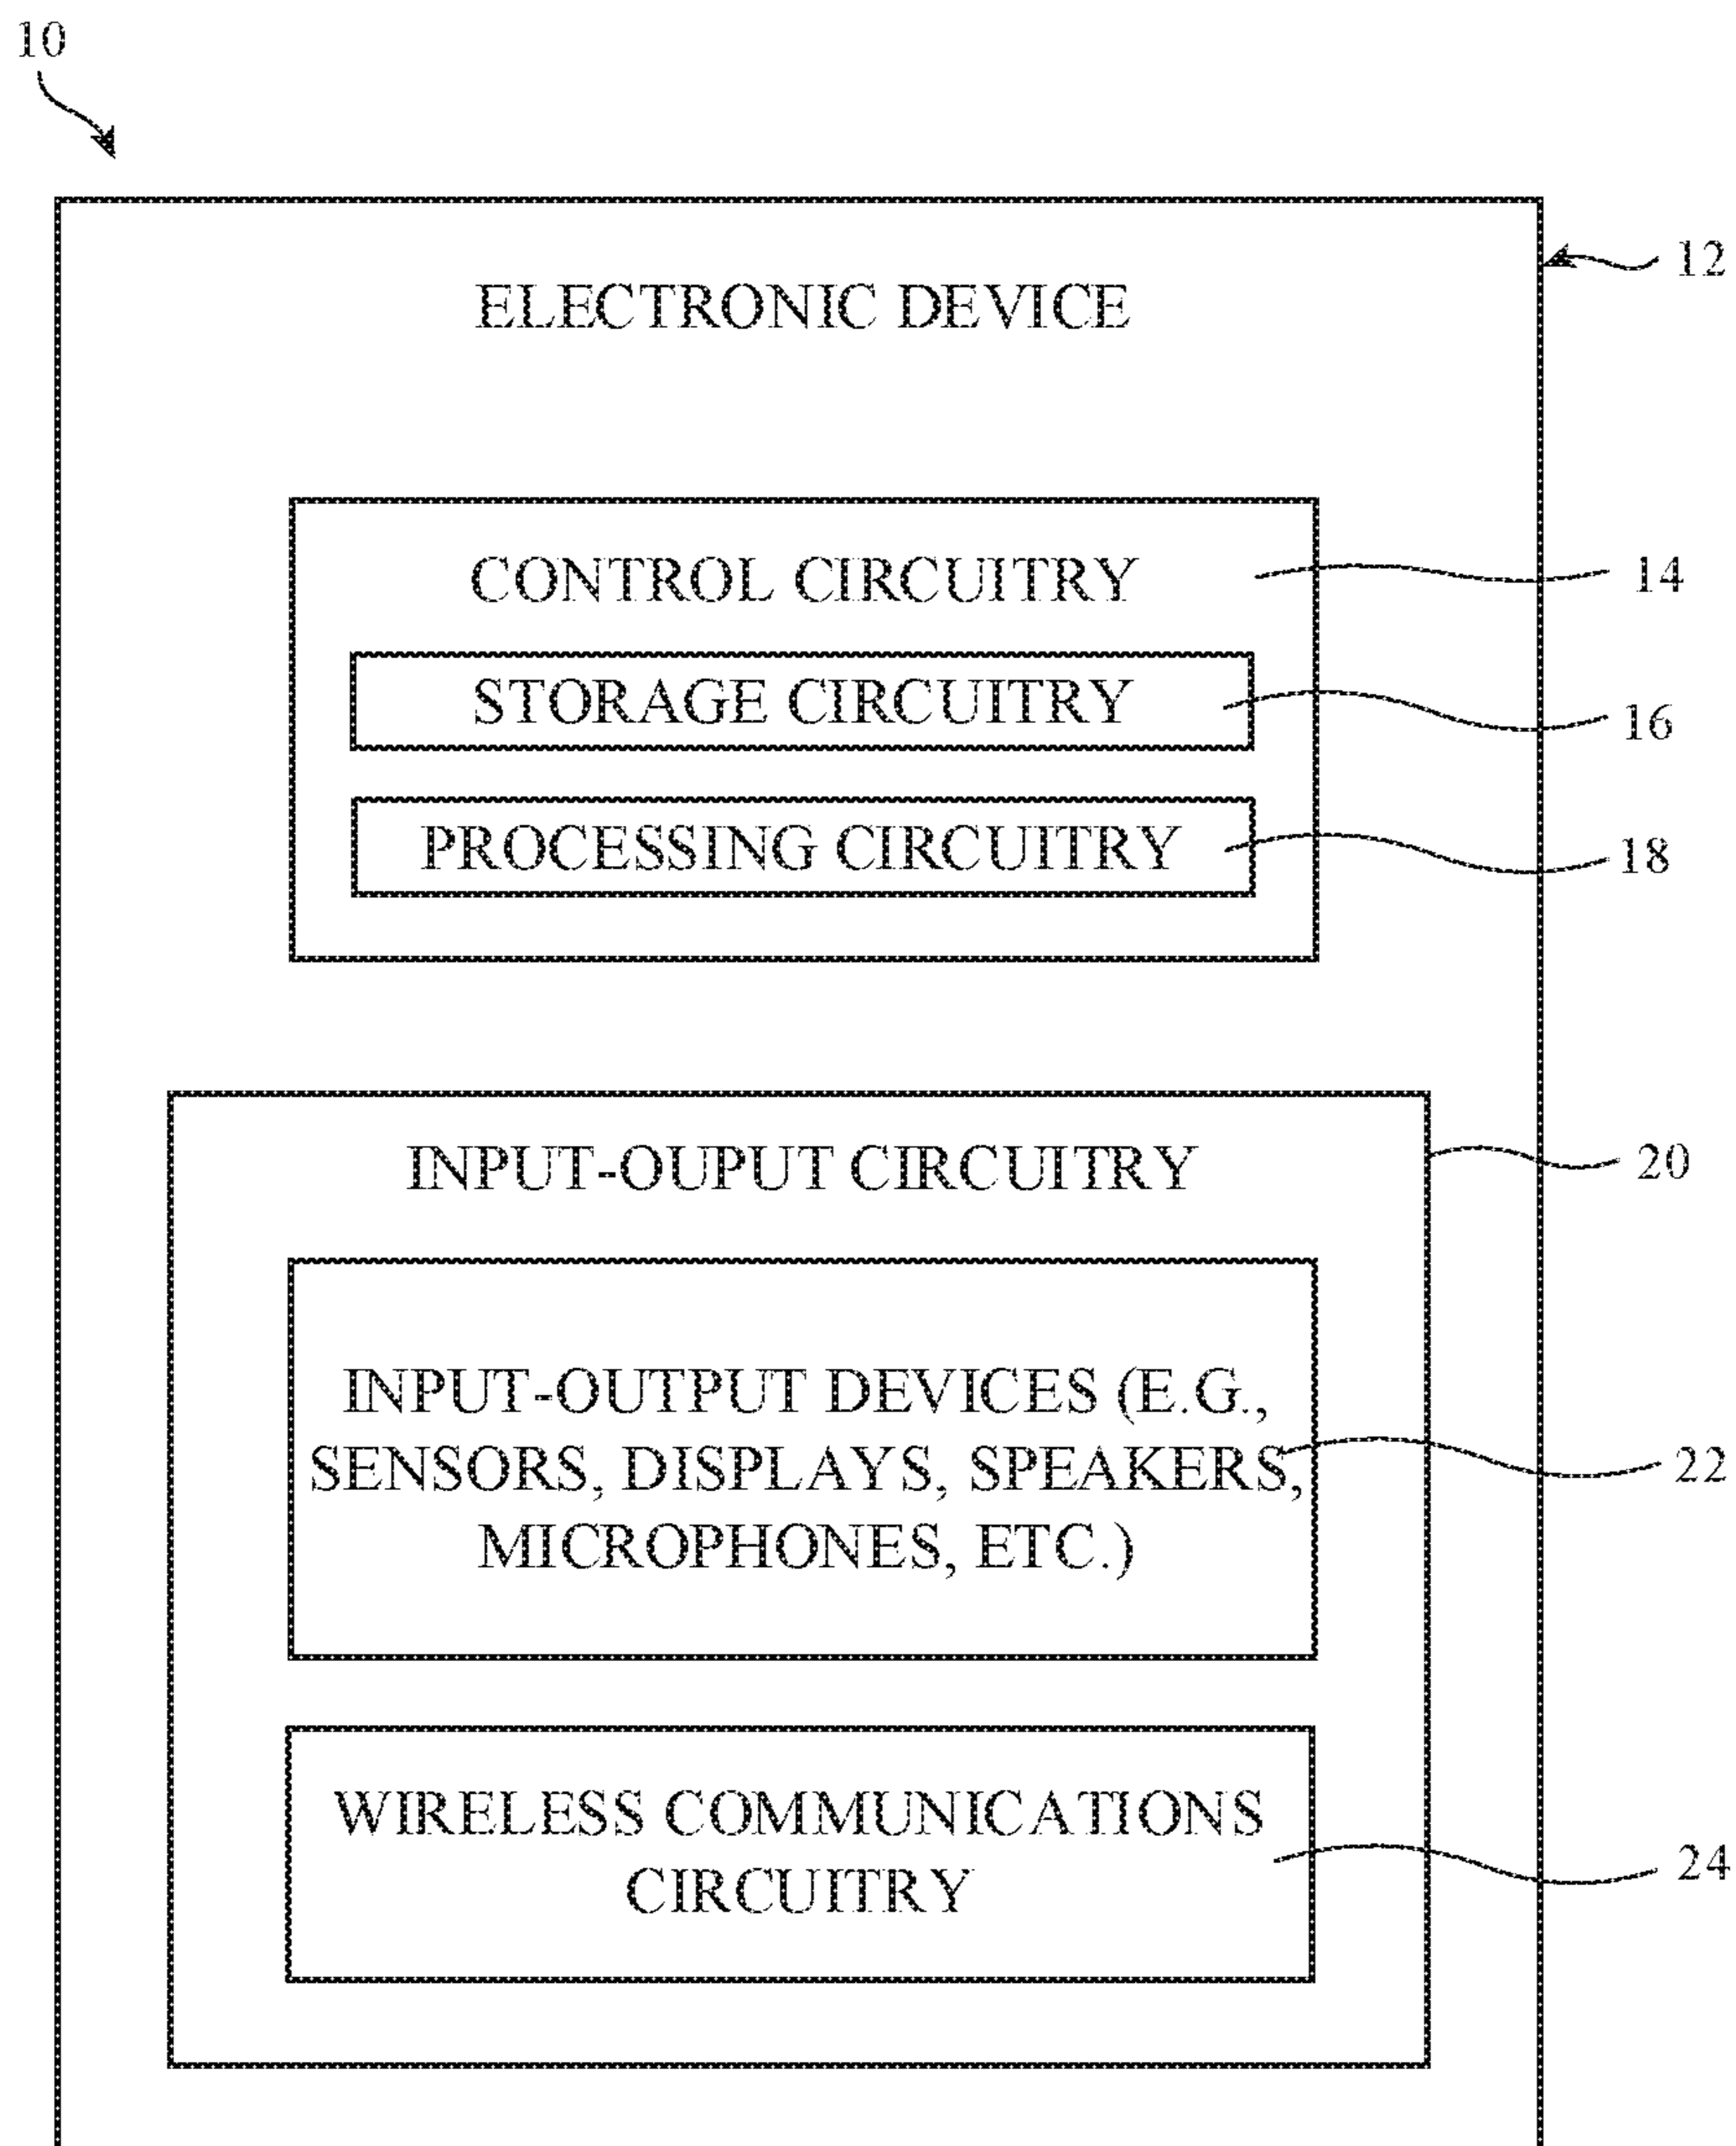 10
12
ELECTRONIC DEVICE
CONTROL CIRCUITRY
14
STORAGE CIRCUITRY
16
PROCESSING CIRCUITRY
18
INPUT-OUPUT CIRCUITRY
20
INPUT-OUTPUT DEVICES (E.G.,
SENSORS, DISPLAYS, SPEAKERS,
22
MICROPHONES, ETC.)
WIRELESS COMMUNICATIONS
24
CIRCUITRY